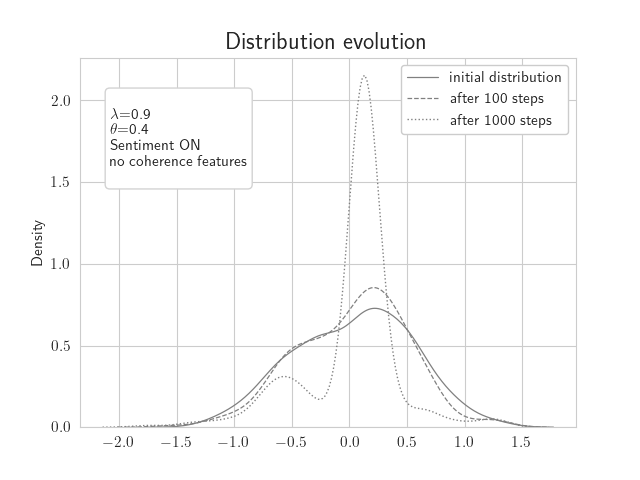 Distribution evolution
λ=0.9
θ=0.4
Sentiment ON
no coherence features
initial distribution
after 100 steps
after 1000 steps
Density
2.0
1.5
1.0
0.5
0.0
−2.0 −1.5 −1.0 −0.5 0.0 0.5 1.0 1.5